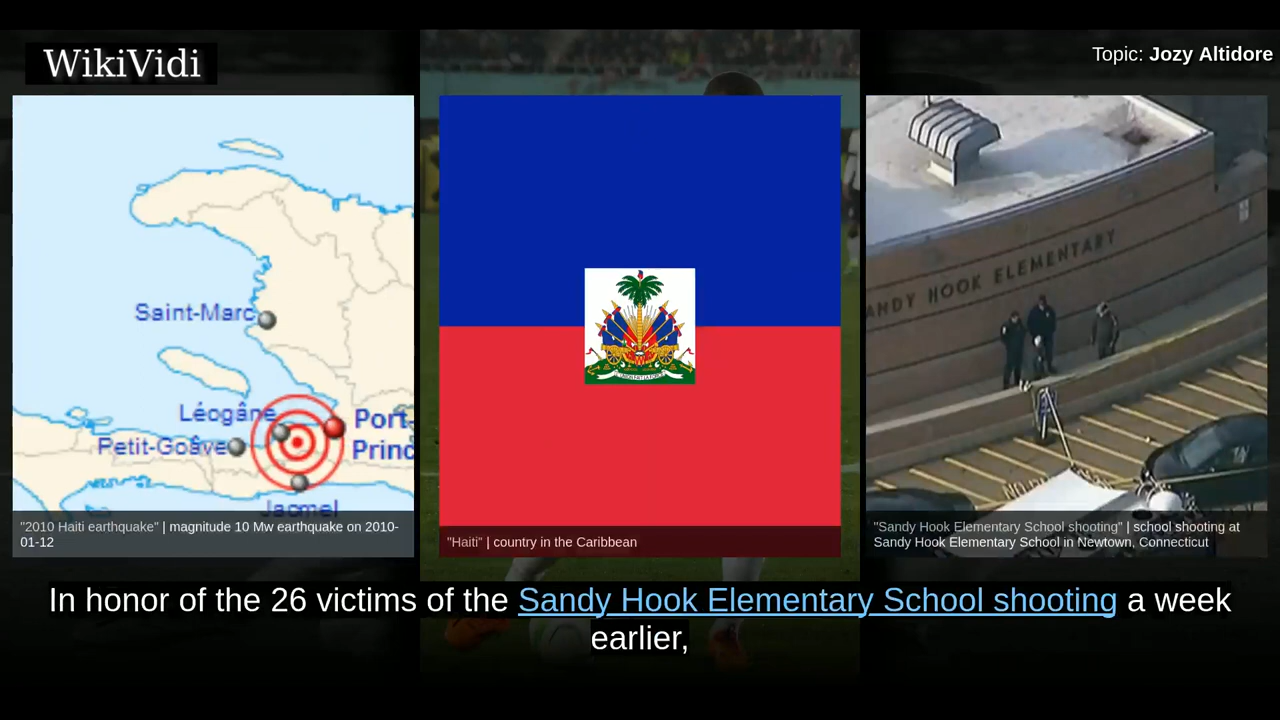 WikiVidi
Topic: Jozy Altidore
Saint-Marc
Léogâne
Port-
Petit-Goâve
Princ
Jacmel
"2010 Haiti earthquake" | magnitude 10 Mw earthquake on 2010-
01-12
"Haiti" | country in the Caribbean
ANDY HOOK ELEMENTARY
"Sandy Hook Elementary School shooting" | school shooting at
Sandy Hook Elementary School in Newtown, Connecticut
In honor of the 26 victims of the Sandy Hook Elementary School shooting a week
earlier,